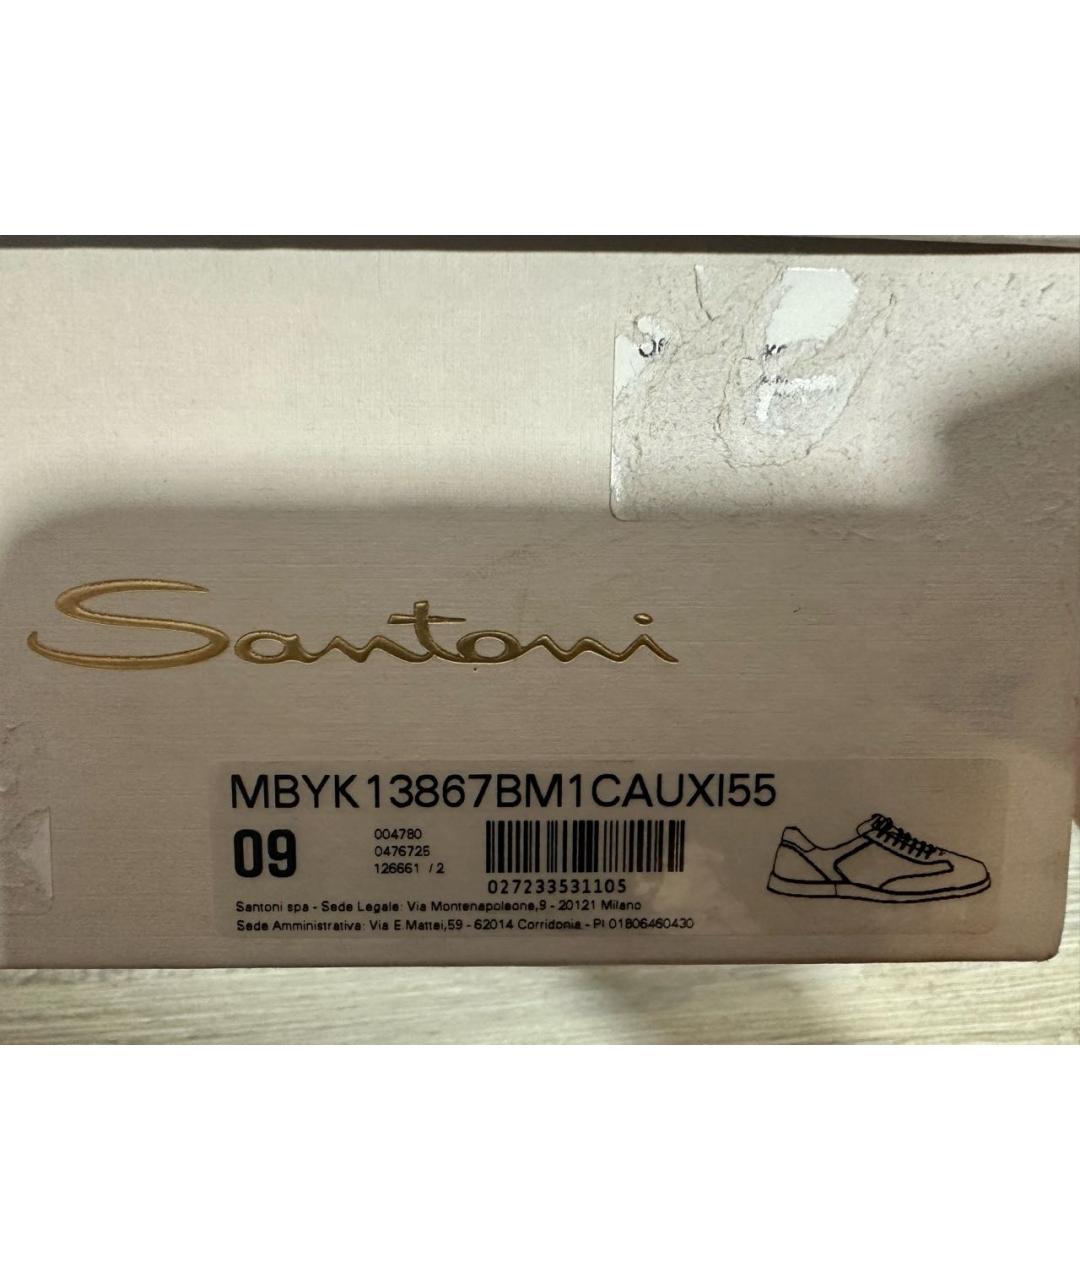 Santoni
MBYK13867BM1CAUXI55
09
004780
0476725
126661 /2
027233531105
Santoni spa - Sede Legale: Via Montenapoleone,9 - 20121 Milano
Sede Amministrativa: Via E.Mattei,59 - 62014 Corridonia - PI 01806460430